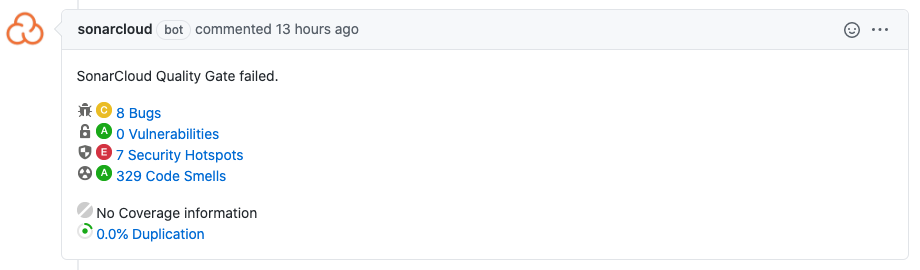 sonarcloud bot commented 13 hours ago
SonarCloud Quality Gate failed.
C 8 Bugs
A 0 Vulnerabilities
E 7 Security Hotspots
A 329 Code Smells
No Coverage information
0.0% Duplication